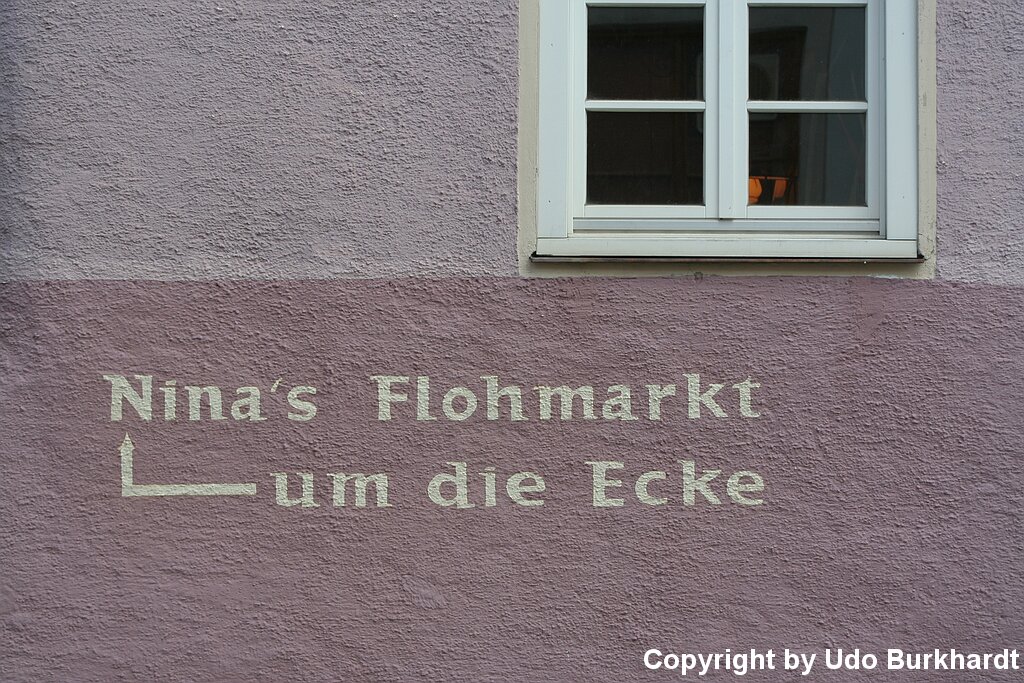 Nina's Flohmarkt
um die Ecke
Copyright by Udo Burkhardt